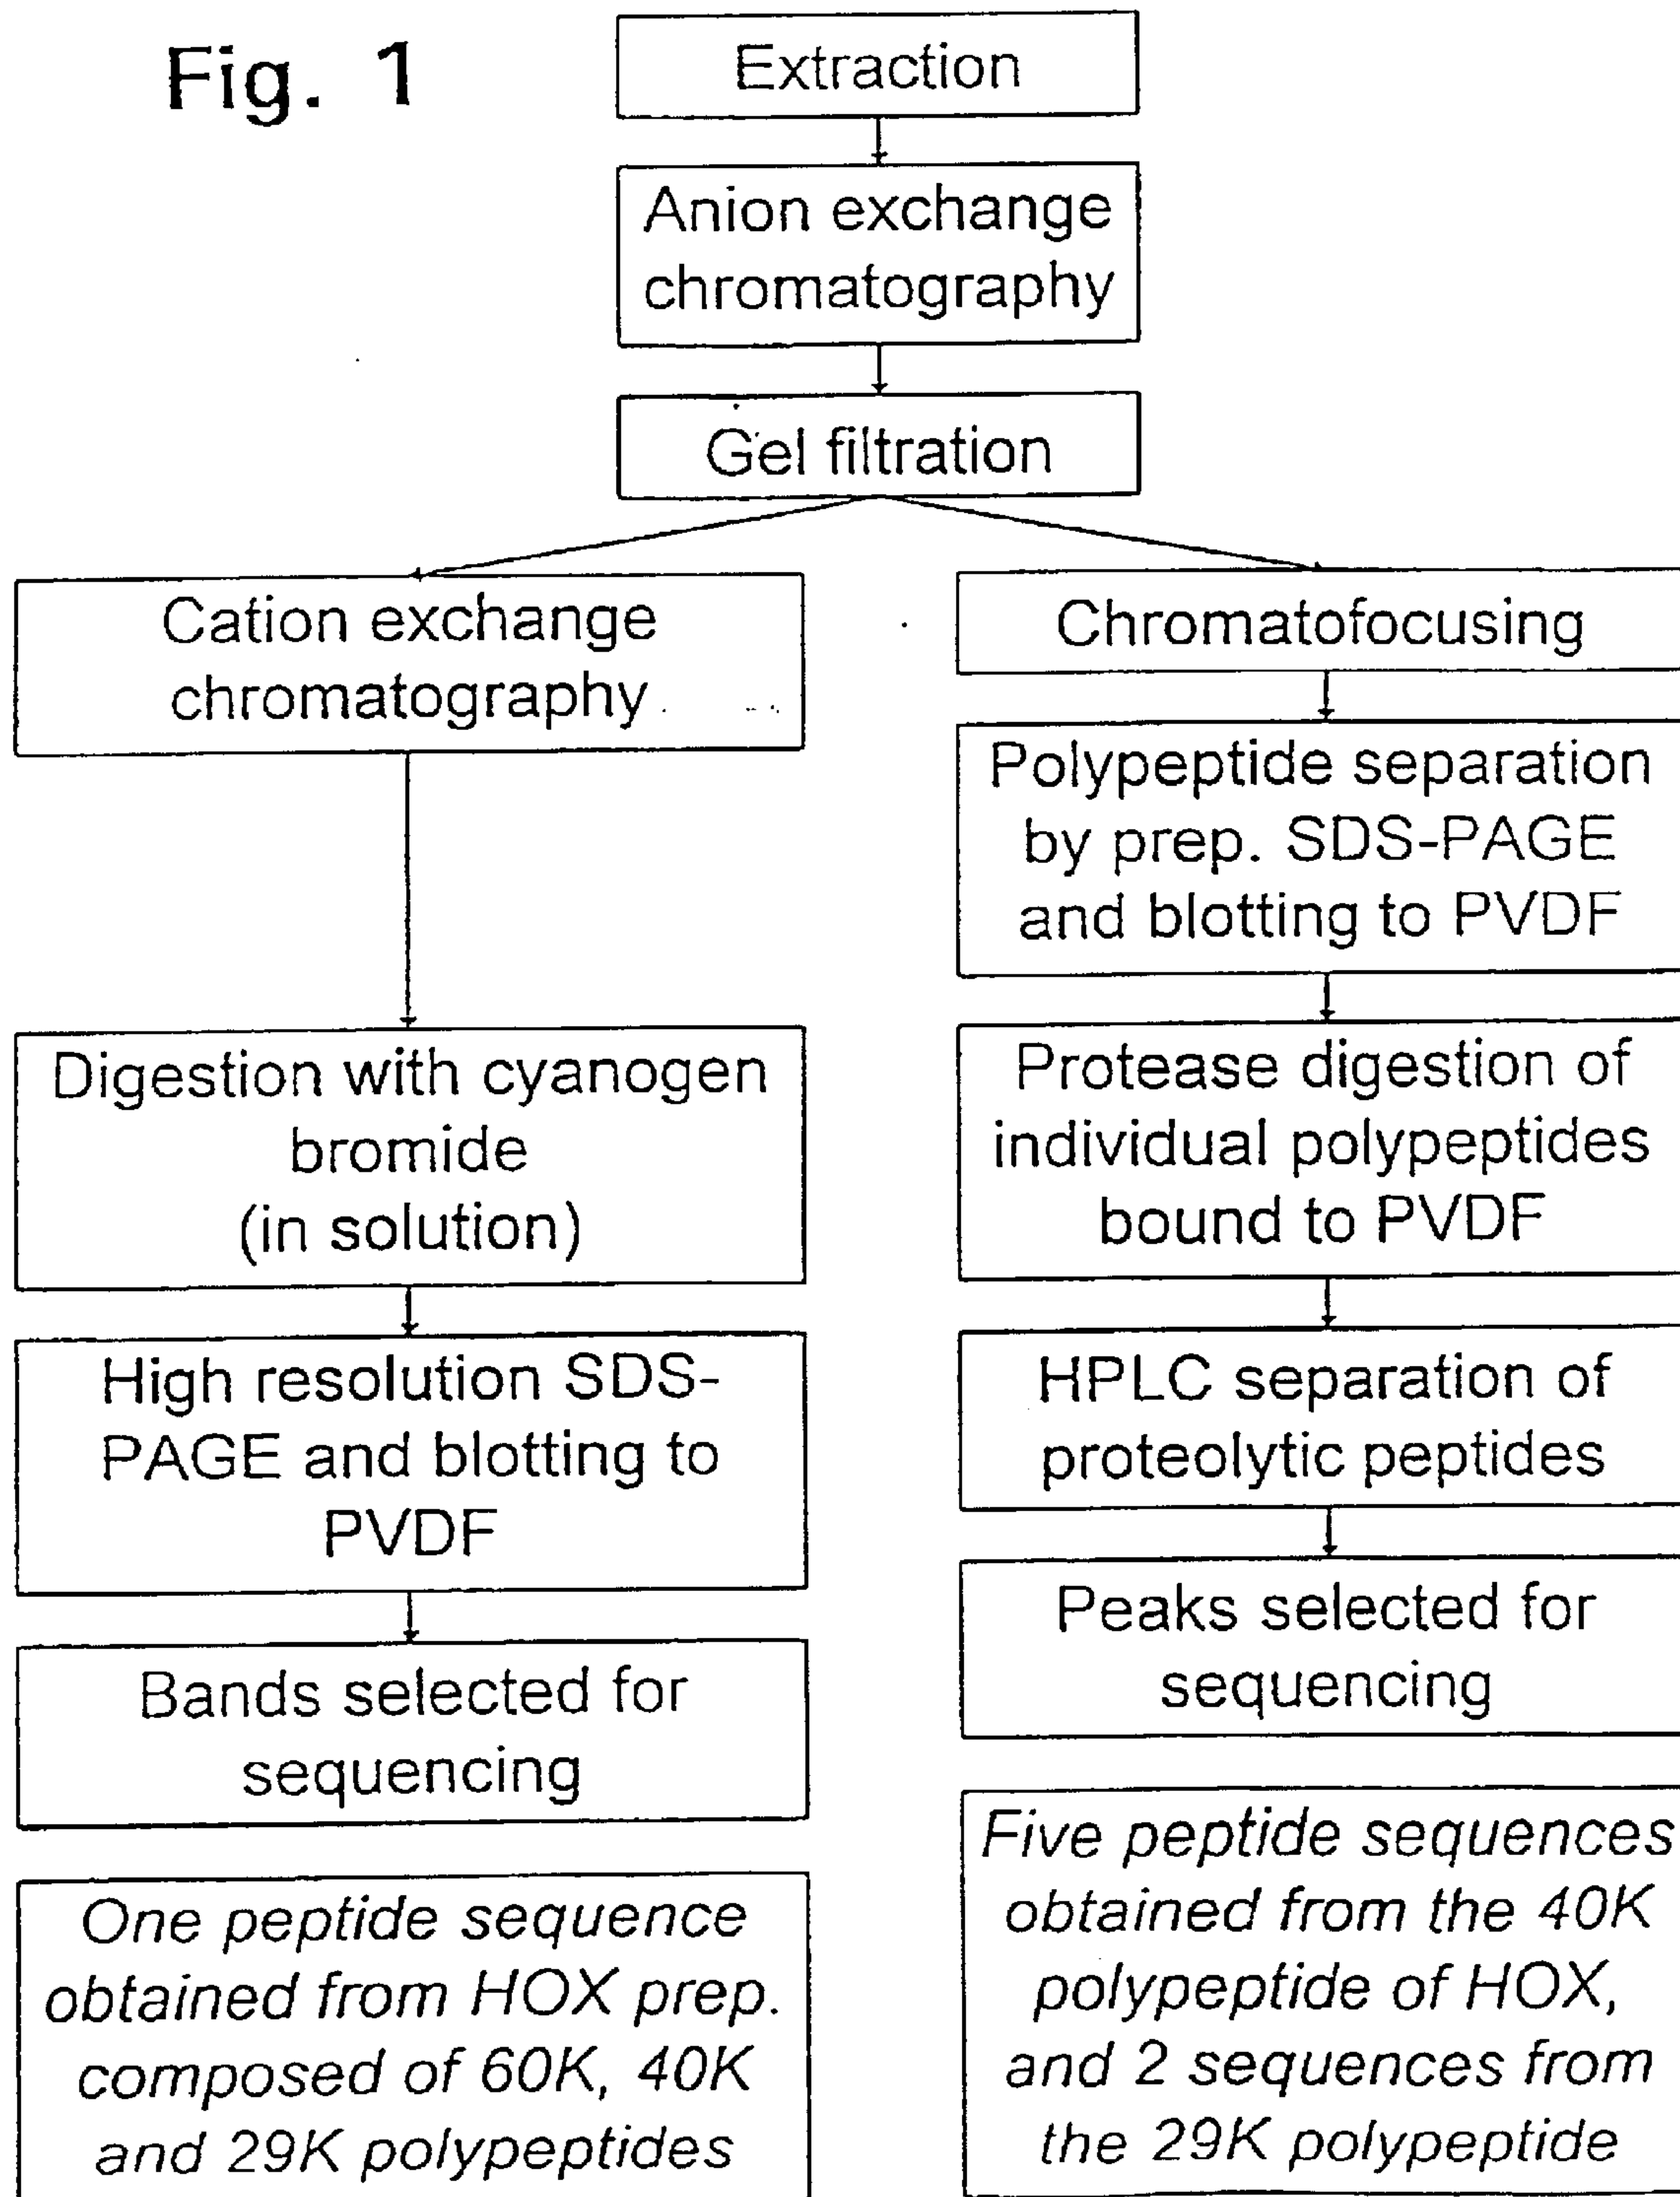 Fig. 1
Extraction
Anion exchange
chromatography
Gel filtration
Cation exchange
chromatography
Digestion with cyanogen
bromide
(in solution)
High resolution SDS-
PAGE and blotting to
PVDF
Bands selected for
sequencing
One peptide sequence
obtained from HOX prep.
composed of 60K, 40K
and 29K polypeptides
Chromatofocusing
Polypeptide separation
by prep. SDS-PAGE
and blotting to PVDF
Protease digestion of
individual polypeptides
bound to PVDF
HPLC separation of
proteolytic peptides
Peaks selected for
sequencing
Five peptide sequences
obtained from the 40K
polypeptide of HOX,
and 2 sequences from
the 29K polypeptide